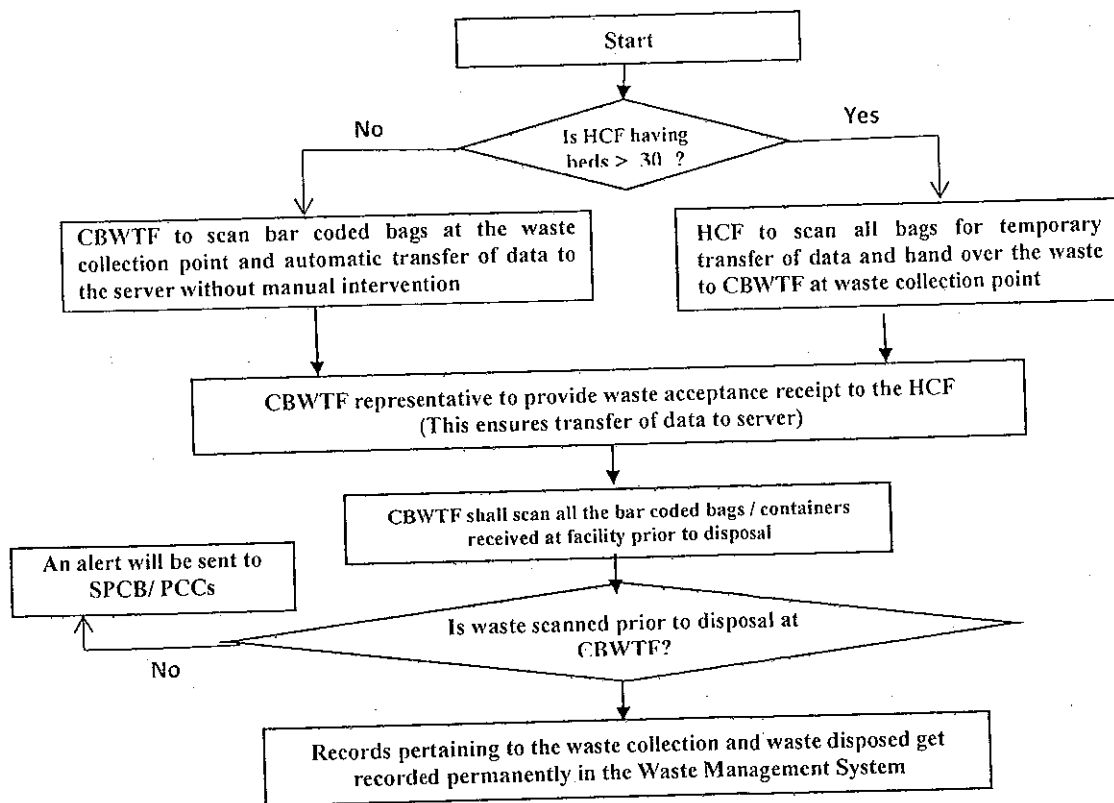 Start
No
Yes
Is HCF having
beds > 30 ?
CBWTF to scan bar coded bags at the waste
collection point and automatic transfer of data to
the server without manual intervention
HCF to scan all bags for temporary
transfer of data and hand over the waste
to CBWTF at waste collection point
CBWTF representative to provide waste acceptance receipt to the HCF
(This ensures transfer of data to server)
CBWTF shall scan all the bar coded bags / containers
received at facility prior to disposal
An alert will be sent to
SPCB/ PCCs
Is waste scanned prior to disposal at
CBWTF?
No
Records pertaining to the waste collection and waste disposed get
recorded permanently in the Waste Management System